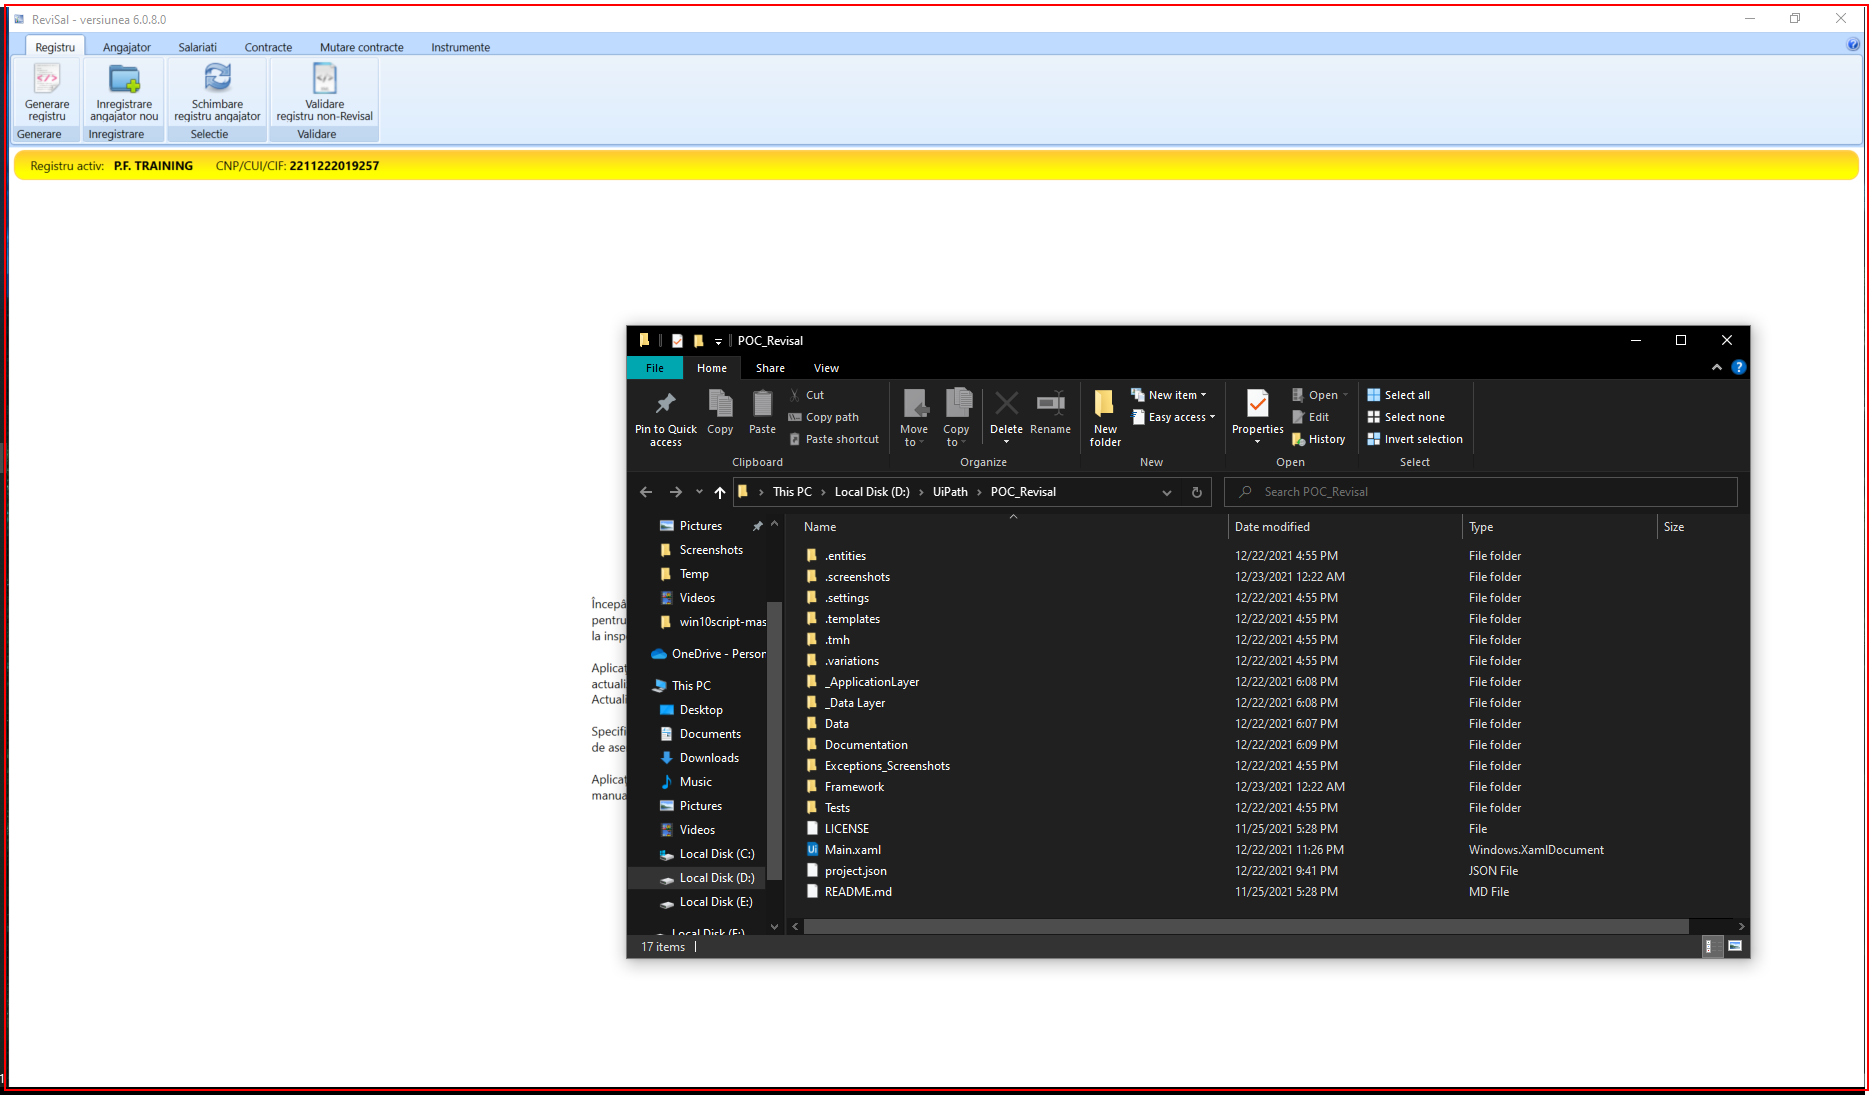 ReviSal - versiunea 6.0.8.0
Registru Angajator Salariati Contracte Mutare contracte Instrumente
Generare registru
Inregistrare angajator nou
Schimbare registru angajator
Validare registru non-Revisal
Generare Inregistrare Selectie Validare
Registru activ: P.F. TRAINING CNP/CUI/CIF: 2211222019257
Începâ
pentru
la insp
Aplicaț
actuali
Actuali
Specifi
de ase
Aplicaț
manua
POC_Revisal
File Home Share View
Pin to Quick access
Copy
Paste
Cut
Copy path
Paste shortcut
Move to
Copy to
Delete
Rename
New folder
New item
Easy access
Properties
Open
Edit
History
Select all
Select none
Invert selection
Clipboard Organize New Open Select
This PC Local Disk (D:) UiPath POC_Revisal
Search POC_Revisal
Pictures
Screenshots
Temp
Videos
win10script-mas
OneDrive - Person
This PC
Desktop
Documents
Downloads
Music
Pictures
Videos
Local Disk (C:)
Local Disk (D:)
Local Disk (E:)
Local Disk (F:)
Name Date modified Type Size
.entities 12/22/2021 4:55 PM File folder
.screenshots 12/23/2021 12:22 AM File folder
.settings 12/22/2021 4:55 PM File folder
.templates 12/22/2021 4:55 PM File folder
.tmh 12/22/2021 4:55 PM File folder
.variations 12/22/2021 4:55 PM File folder
_ApplicationLayer 12/22/2021 6:08 PM File folder
_Data Layer 12/22/2021 6:08 PM File folder
Data 12/22/2021 6:07 PM File folder
Documentation 12/22/2021 6:09 PM File folder
Exceptions_Screenshots 12/22/2021 4:55 PM File folder
Framework 12/23/2021 12:22 AM File folder
Tests 12/22/2021 4:55 PM File folder
LICENSE 11/25/2021 5:28 PM File
Main.xaml 12/22/2021 11:26 PM Windows.XamlDocument
project.json 12/22/2021 9:41 PM JSON File
README.md 11/25/2021 5:28 PM MD File
17 items